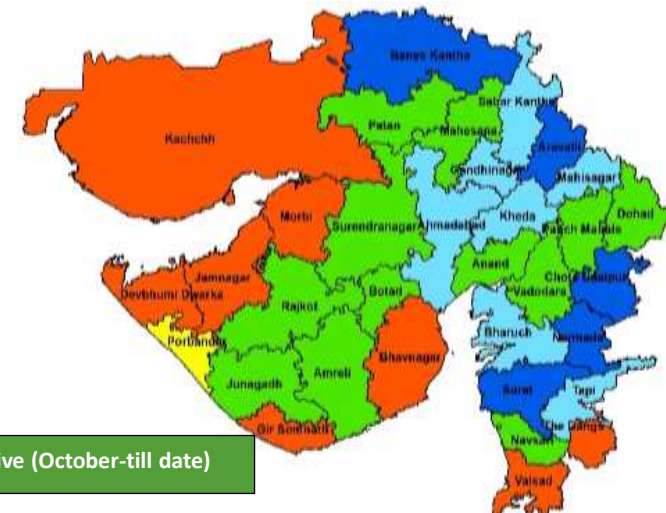 Banas Kantha
Sabar Kantha
Patan
Mahesana
Kachchh
Aravalli
Gandhinagar
Mahisagar
Morbi
Surendranagar
Ahmadabad
Kheda
Panch Mahals
Dohad
Jamnagar
Devbhumi Dwarka
Anand
Chota Udaipur
Rajkot
Botad
Vadodara
Porbandar
Bharuch
Narmada
Bhavnagar
Junagadh
Amreli
Surat
Tapi
Gir Somnath
The Dangs
Navsari
Valsad
ive (October-till date)